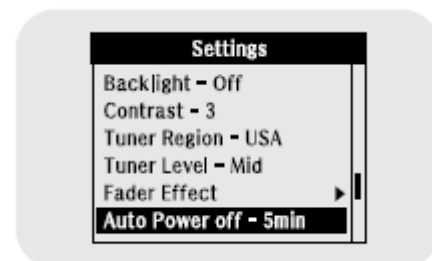 Settings
Backlight - Off
Contrast - 3
Tuner Region - USA
Tuner Level - Mid
Fader Effect
Auto Power off - 5min